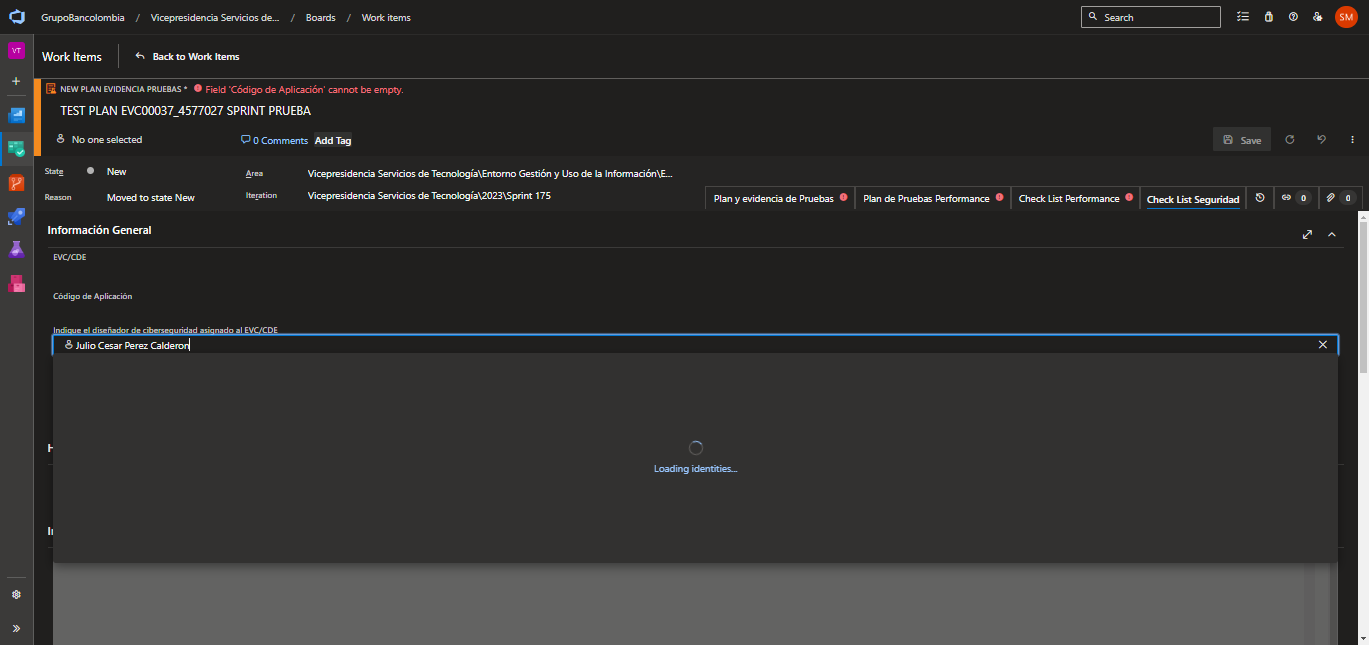 GrupoBancolombia / Vicepresidencia Servicios de... / Boards / Work items
Search
SM
VT
Work Items
Back to Work Items
NEW PLAN EVIDENCIA PRUEBAS * Field 'Código de Aplicación' cannot be empty.
TEST PLAN EVC00037_4577027 SPRINT PRUEBA
No one selected
0 Comments
Add Tag
Save
State
New
Area
Vicepresidencia Servicios de Tecnología\Entorno Gestión y Uso de la Información\E...
Reason
Moved to state New
Iteration
Vicepresidencia Servicios de Tecnología\2023\Sprint 175
Plan y evidencia de Pruebas
Plan de Pruebas Performance
Check List Performance
Check List Seguridad
0
0
Información General
EVC/CDE
Código de Aplicación
Indique el diseñador de ciberseguridad asignado al EVC/CDE
Julio Cesar Perez Calderon
Loading identities...